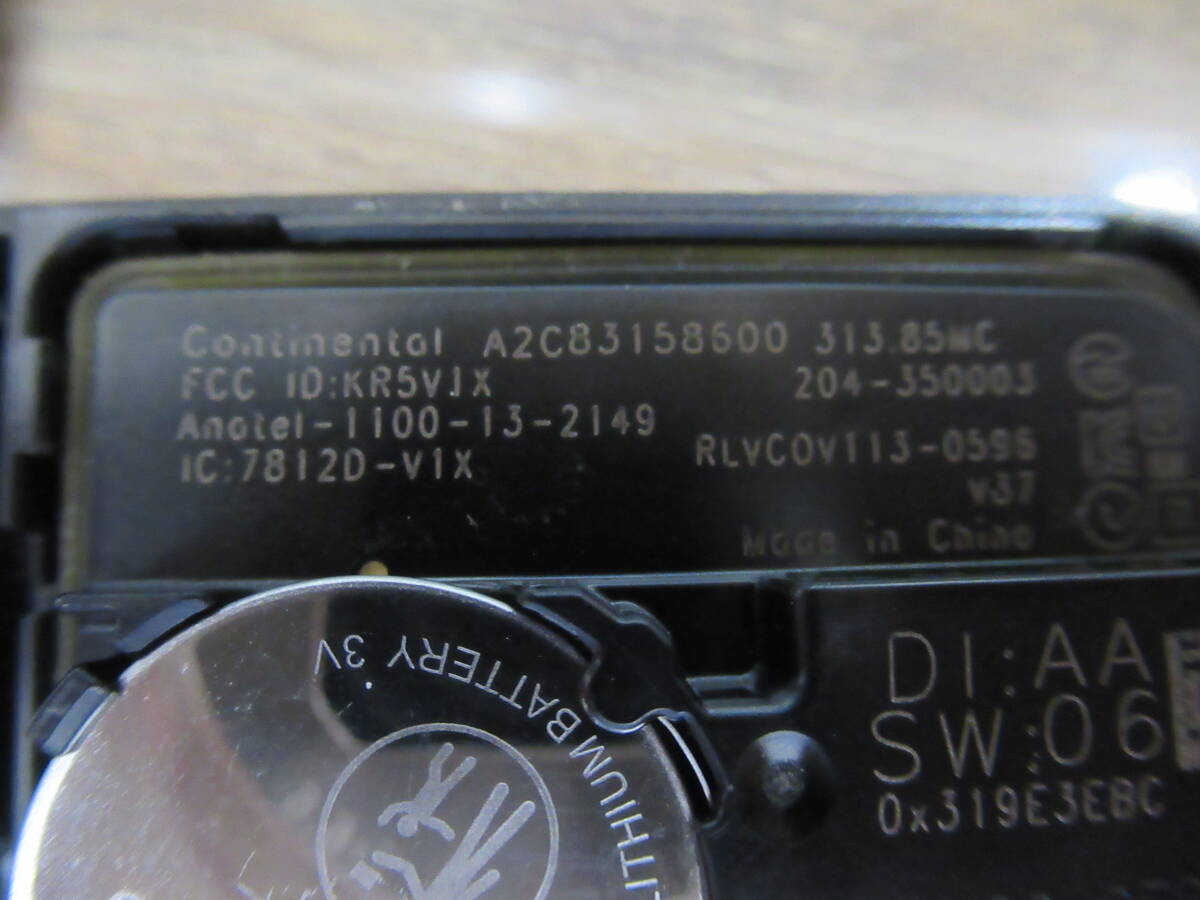 Continental A2C83158600 313.85MC
FCC ID:KR5V1X 204-350003
Anatel-1100-13-2149
IC:7812D-V1X RLVCOV113-0596
v37
Made in China
LITHIUM BATTERY 3V
DI:AA
SW:06
0x319E3EBC